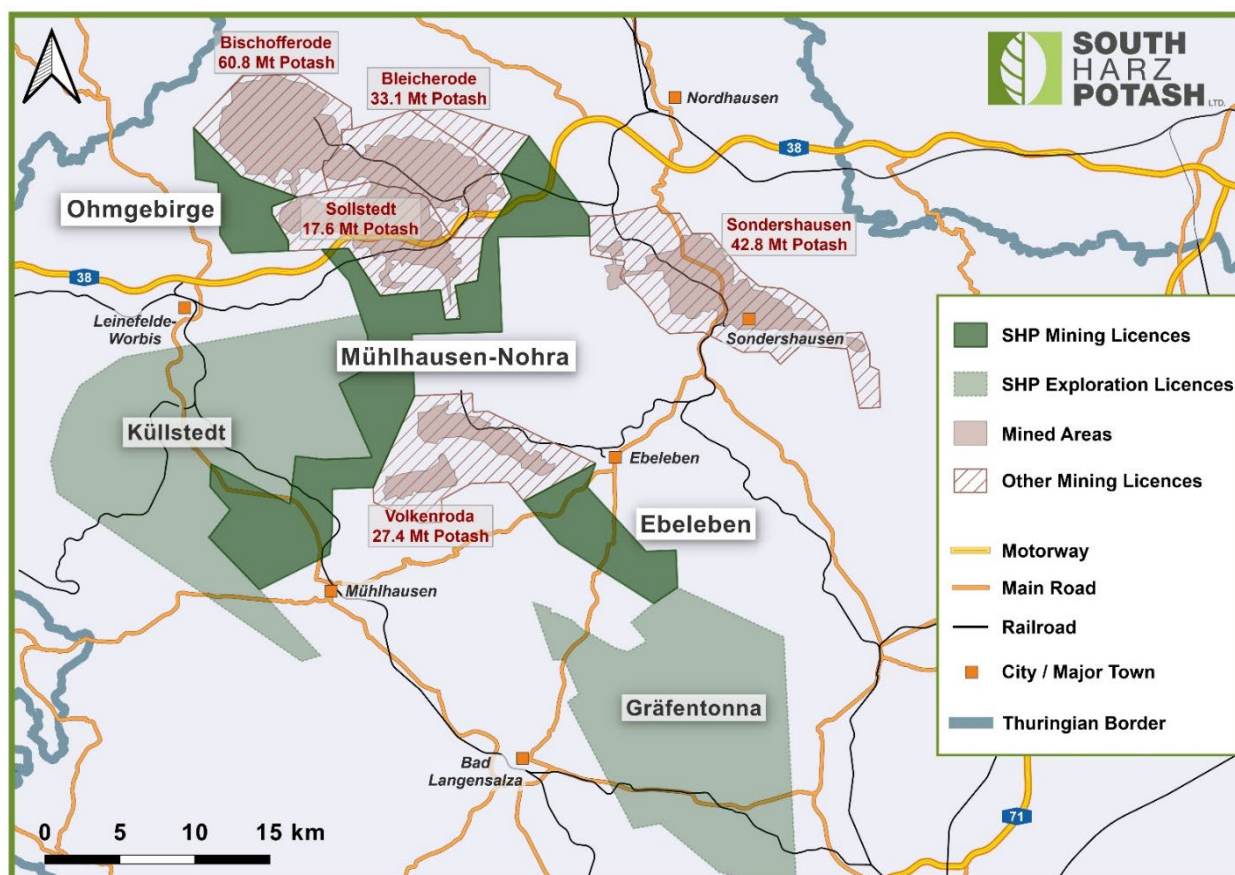 Bischofferode
60.8 Mt Potash
Bleicherode
33.1 Mt Potash
Nordhausen
SOUTH
HARZ
POTASH LTD.
38
Ohmgebirge
Sollstedt
17.6 Mt Potash
Sondershausen
42.8 Mt Potash
38
Leinefelde-
Worbis
Sondershausen
Mühlhausen-Nohra
Küllstedt
Ebeleben
Volkenroda
27.4 Mt Potash
Ebeleben
Mühlhausen
Gräfentonna
Bad
Langensalza
71
SHP Mining Licences
SHP Exploration Licences
Mined Areas
Other Mining Licences
Motorway
Main Road
Railroad
City / Major Town
Thuringian Border
0 5 10 15 km